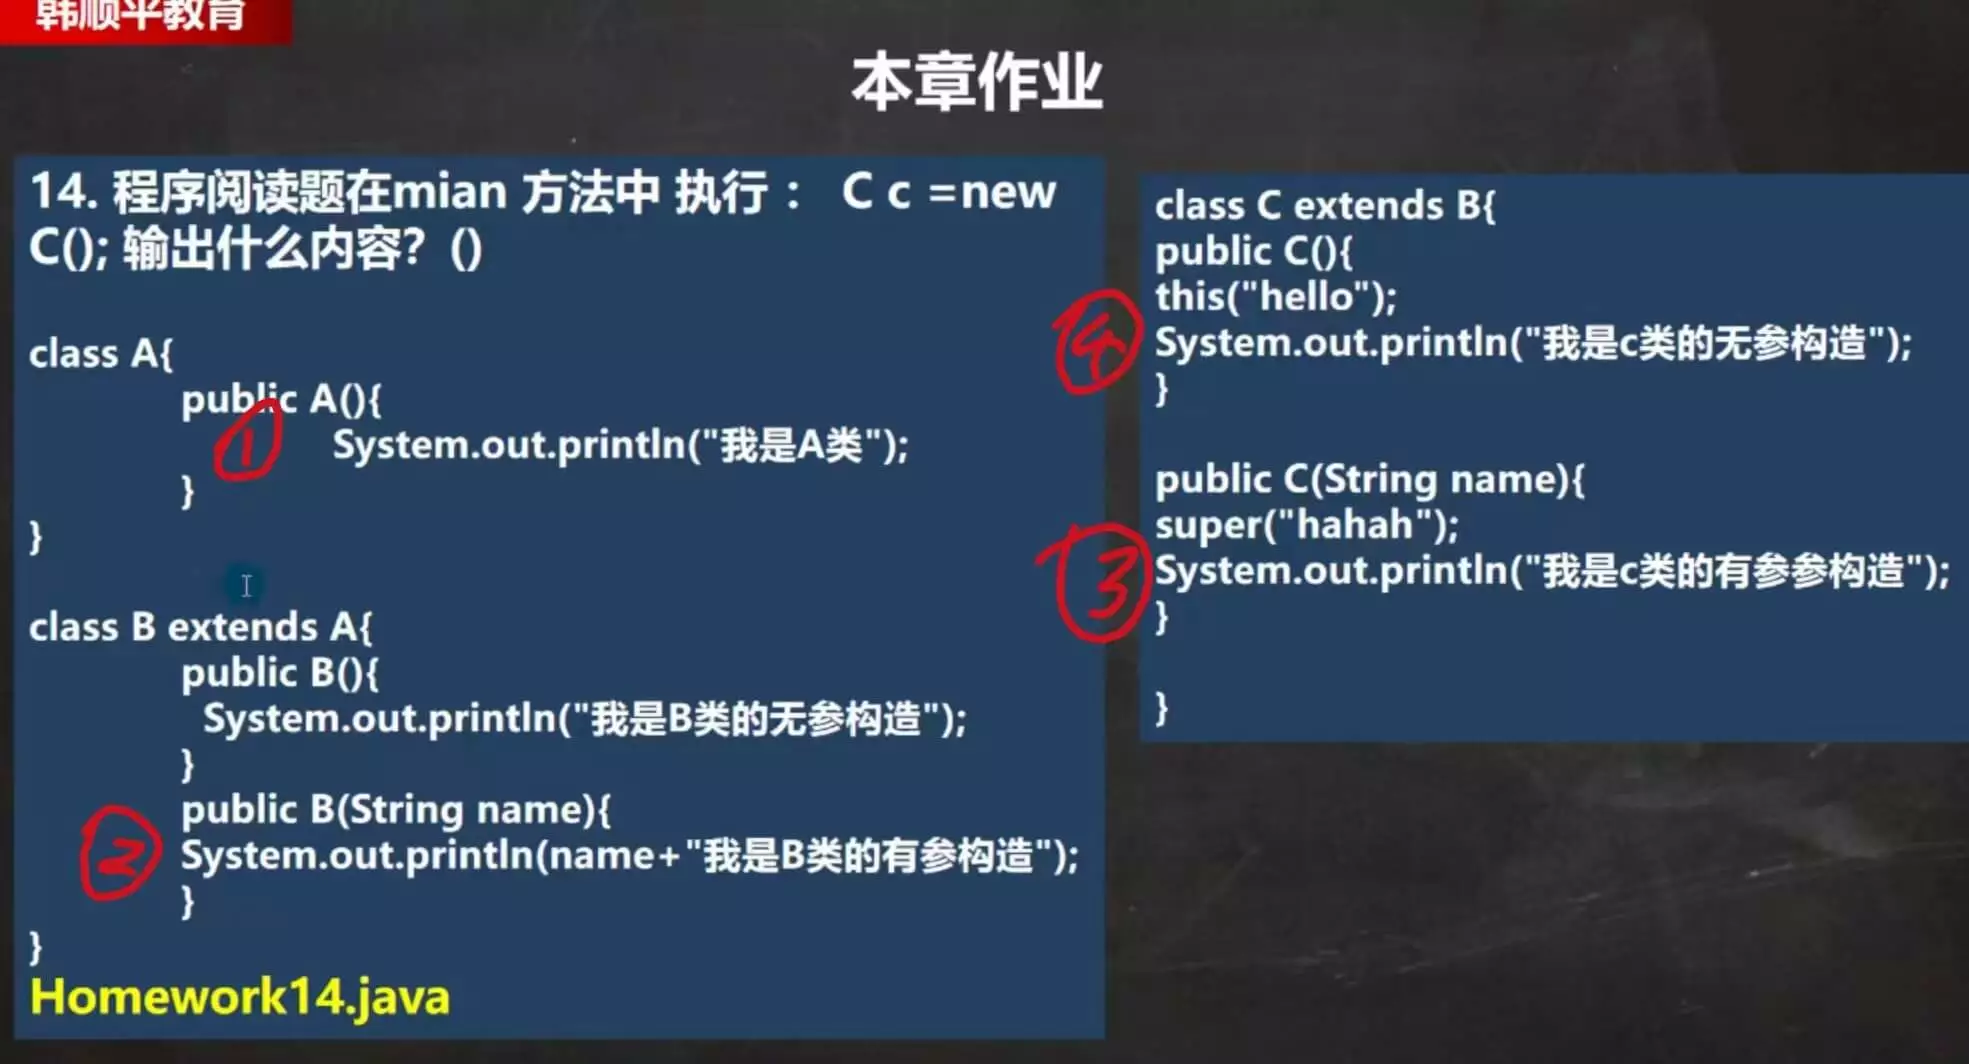 韩顺平教育
本章作业
14. 程序阅读题在mian 方法中 执行： C c =new
C(); 输出什么内容？()
class A{
public A(){
①
System.out.println("我是A类");
}
}
class B extends A{
public B(){
System.out.println("我是B类的无参构造");
}
public B(String name){
②
System.out.println(name+"我是B类的有参构造");
}
}
Homework14.java
class C extends B{
public C(){
this("hello");
④
System.out.println("我是c类的无参构造");
}
public C(String name){
super("hahah");
③
System.out.println("我是c类的有参参构造");
}
}